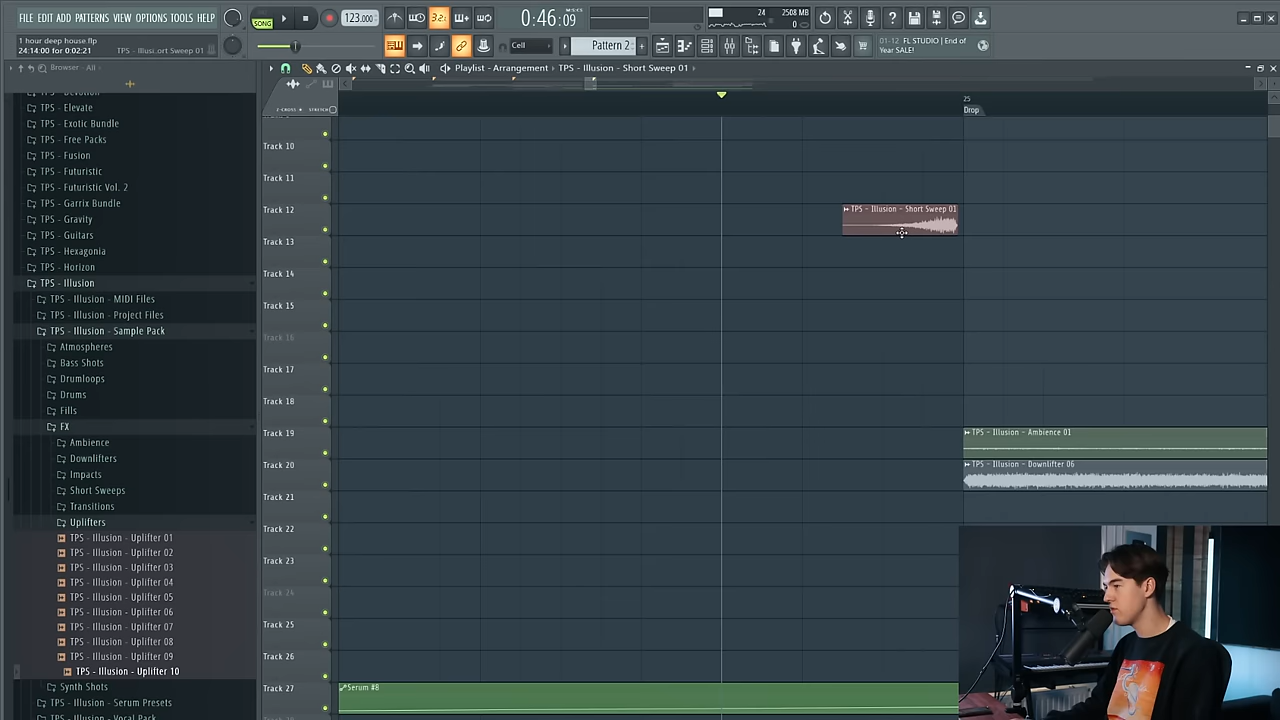 FILE EDIT ADD PATTERNS VIEW OPTIONS TOOLS HELP
1 hour deep house.flp
24:14:00 for 0:02:21
TPS - Illus..ort Sweep 01
SONG
123.000
3.2.
0:46:09
M:S:CS
24
2508 MB
0
Cell
Pattern 2
01-12 FL STUDIO | End of
Year SALE!
Browser - All
Playlist - Arrangement
TPS - Illusion - Short Sweep 01
TPS - Elevate
TPS - Exotic Bundle
TPS - Free Packs
TPS - Fusion
TPS - Futuristic
TPS - Futuristic Vol. 2
TPS - Garrix Bundle
TPS - Gravity
TPS - Guitars
TPS - Hexagonia
TPS - Horizon
TPS - Illusion
TPS - Illusion - MIDI Files
TPS - Illusion - Project Files
TPS - Illusion - Sample Pack
Atmospheres
Bass Shots
Drumloops
Drums
Fills
FX
Ambience
Downlifters
Impacts
Short Sweeps
Transitions
Uplifters
TPS - Illusion - Uplifter 01
TPS - Illusion - Uplifter 02
TPS - Illusion - Uplifter 03
TPS - Illusion - Uplifter 04
TPS - Illusion - Uplifter 05
TPS - Illusion - Uplifter 06
TPS - Illusion - Uplifter 07
TPS - Illusion - Uplifter 08
TPS - Illusion - Uplifter 09
TPS - Illusion - Uplifter 10
Synth Shots
TPS - Illusion - Serum Presets
TPS - Illusion - Vocal Pack
STRETCH
25
Drop
Track 10
Track 11
Track 12
Track 13
Track 14
Track 15
Track 16
Track 17
Track 18
Track 19
Track 20
Track 21
Track 22
Track 23
Track 24
Track 25
Track 26
Track 27
TPS - Illusion - Short Sweep 01
TPS - Illusion - Ambience 01
TPS - Illusion - Downlifter 06
Serum #8